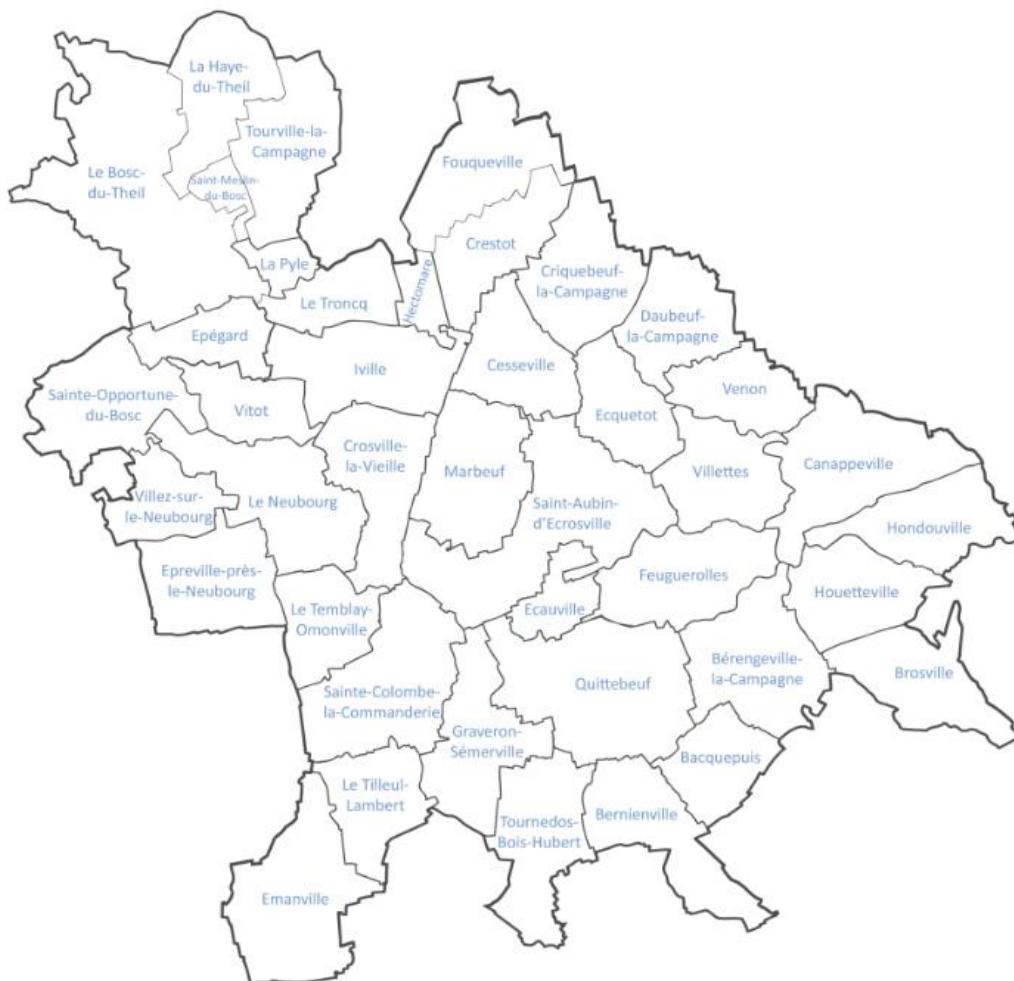 La Haye-
du-Theil
Tourville-la-
Campagne
Le Bosc-
du-Theil
Saint-Meslin-
du-Bosc
Fouqueville
Crestot
La Pyle
Hectomare
Criquebeuf-
la-Campagne
Le Troncq
Daubeuf-
la-Campagne
Epégard
Iville
Cesseville
Venon
Sainte-Opportune-
du-Bosc
Vitot
Ecquetot
Crosville-
la-Vieille
Marbeuf
Villettes
Canappeville
Villez-sur-
le-Neubourg
Le Neubourg
Saint-Aubin-
d'Ecrosville
Hondouville
Epreville-près-
le-Neubourg
Feuguerolles
Houetteville
Le Temblay-
Omonville
Ecauville
Bérengeville-
la-Campagne
Brosville
Sainte-Colombe-
la-Commanderie
Quittebeuf
Graveron-
Sémerville
Bacquepuis
Le Tilleul-
Lambert
Tournedos-
Bois-Hubert
Bernienville
Emanville